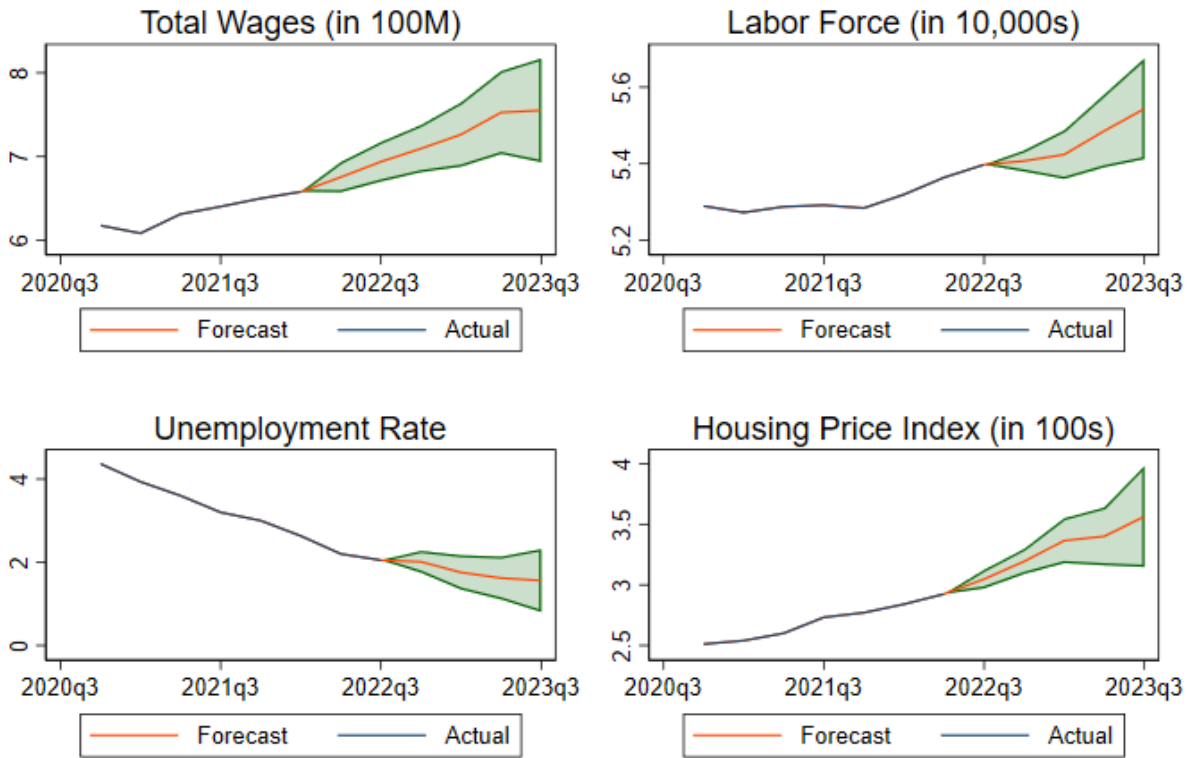 Total Wages (in 100M)
8
7
6
2020q3 2021q3 2022q3 2023q3
Forecast Actual
Labor Force (in 10,000s)
5.6
5.4
5.2
2020q3 2021q3 2022q3 2023q3
Forecast Actual
Unemployment Rate
4
2
0
2020q3 2021q3 2022q3 2023q3
Forecast Actual
Housing Price Index (in 100s)
4
3.5
3
2.5
2020q3 2021q3 2022q3 2023q3
Forecast Actual